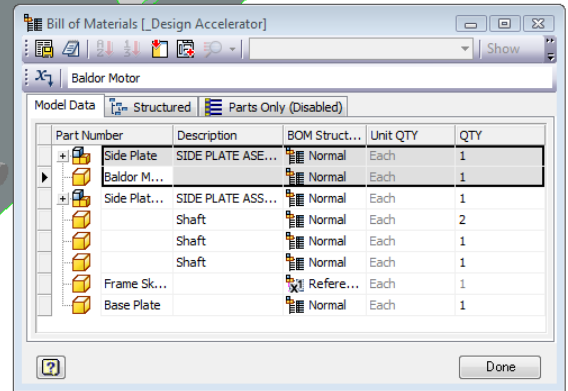 Bill of Materials [_Design Accelerator]
Show
Baldor Motor
Model Data Structured Parts Only (Disabled)
Part Number Description BOM Struct... Unit QTY QTY
Side Plate SIDE PLATE ASE... Normal Each 1
Baldor M... Normal Each 1
Side Plat... SIDE PLATE ASS... Normal Each 1
Shaft Normal Each 2
Shaft Normal Each 1
Shaft Normal Each 1
Frame Sk... Refere... Each 1
Base Plate Normal Each 1
Done